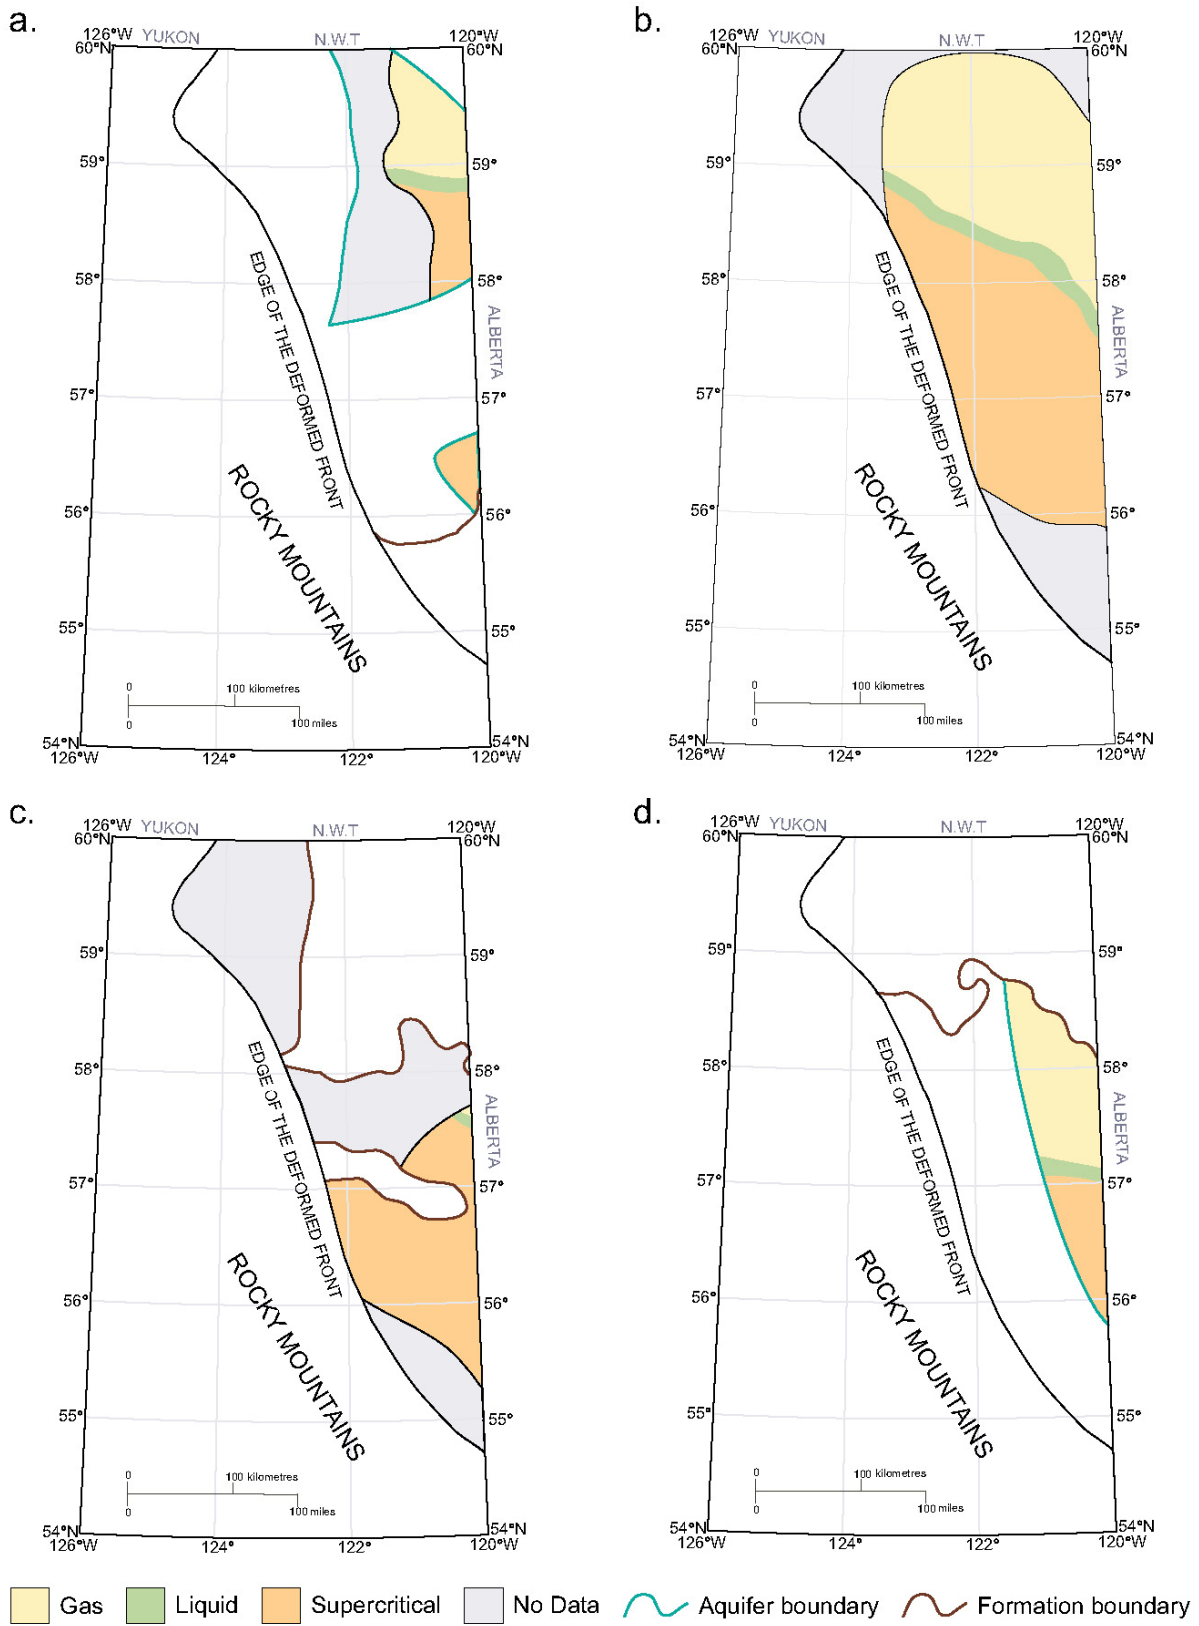 a.
126°W YUKON N.W.T 120°W
60°N 60°N
59° 59°
58° 58°
ALBERTA
EDGE OF THE DEFORMED FRONT
57° 57°
ROCKY MOUNTAINS
56° 56°
55° 55°
0 100 kilometres
0 100 miles
54°N 54°N
126°W 124° 122° 120°W
b.
126°W YUKON N.W.T 120°W
60°N 60°N
59° 59°
58° 58°
ALBERTA
EDGE OF THE DEFORMED FRONT
57° 57°
ROCKY MOUNTAINS
56° 56°
55° 55°
0 100 kilometres
0 100 miles
54°N 54°N
126°W 124° 122° 120°W
c.
126°W YUKON N.W.T 120°W
60°N 60°N
59° 59°
58° 58°
ALBERTA
EDGE OF THE DEFORMED FRONT
57° 57°
ROCKY MOUNTAINS
56° 56°
55° 55°
0 100 kilometres
0 100 miles
54°N 54°N
126°W 124° 122° 120°W
d.
126°W YUKON N.W.T 120°W
60°N 60°N
59° 59°
58° 58°
ALBERTA
EDGE OF THE DEFORMED FRONT
57° 57°
ROCKY MOUNTAINS
56° 56°
55° 55°
0 100 kilometres
0 100 miles
54°N 54°N
126°W 124° 122° 120°W
Gas Liquid Supercritical No Data Aquifer boundary Formation boundary